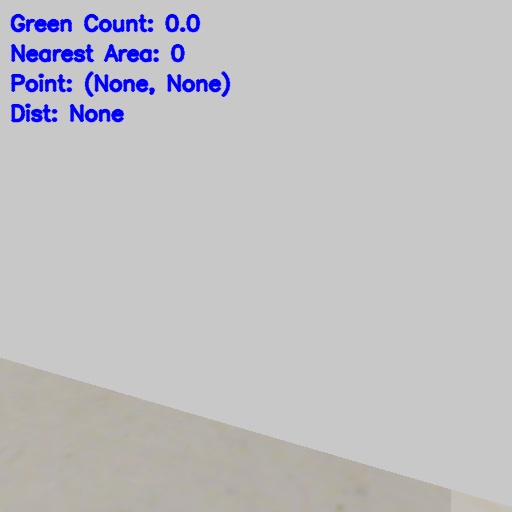 Green Count: 0.0
Nearest Area: 0
Point: (None, None)
Dist: None